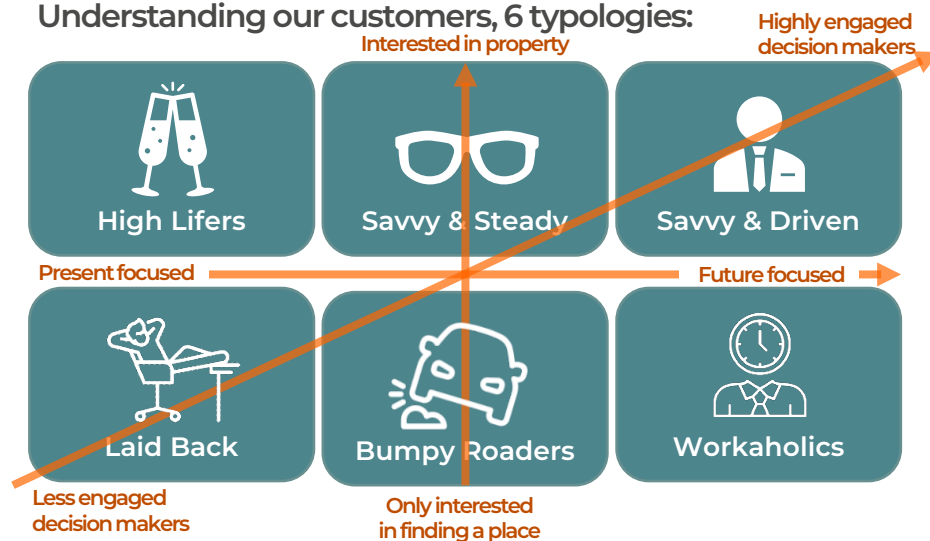 Understanding our customers, 6 typologies:
Interested in property
Highly engaged
decision makers
High Lifers
Savvy & Steady
Savvy & Driven
Present focused
Future focused
Laid Back
Bumpy Roaders
Workaholics
Less engaged
decision makers
Only interested
in finding a place